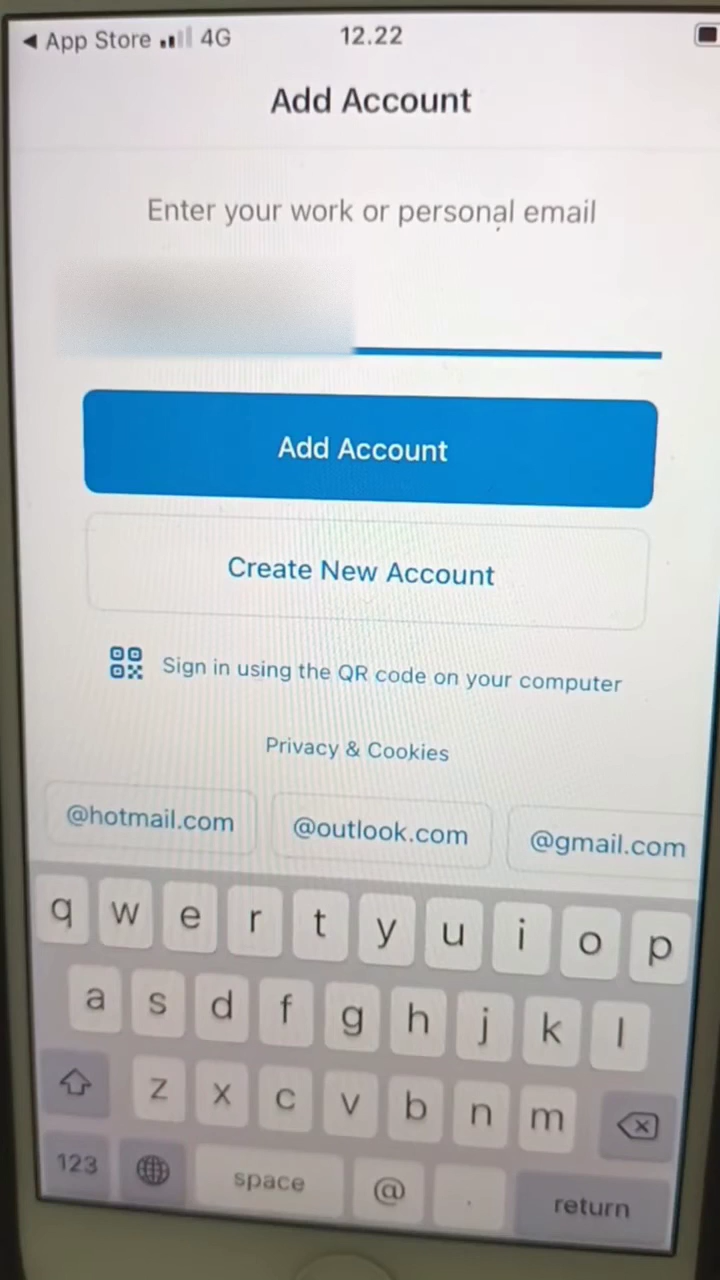 ◀ App Store 4G 12.22
Add Account
Enter your work or personal email
Add Account
Create New Account
Sign in using the QR code on your computer
Privacy & Cookies
@hotmail.com @outlook.com @gmail.com
q w e r t y u i o p
a s d f g h j k l
z x c v b n m
123 space @ . return